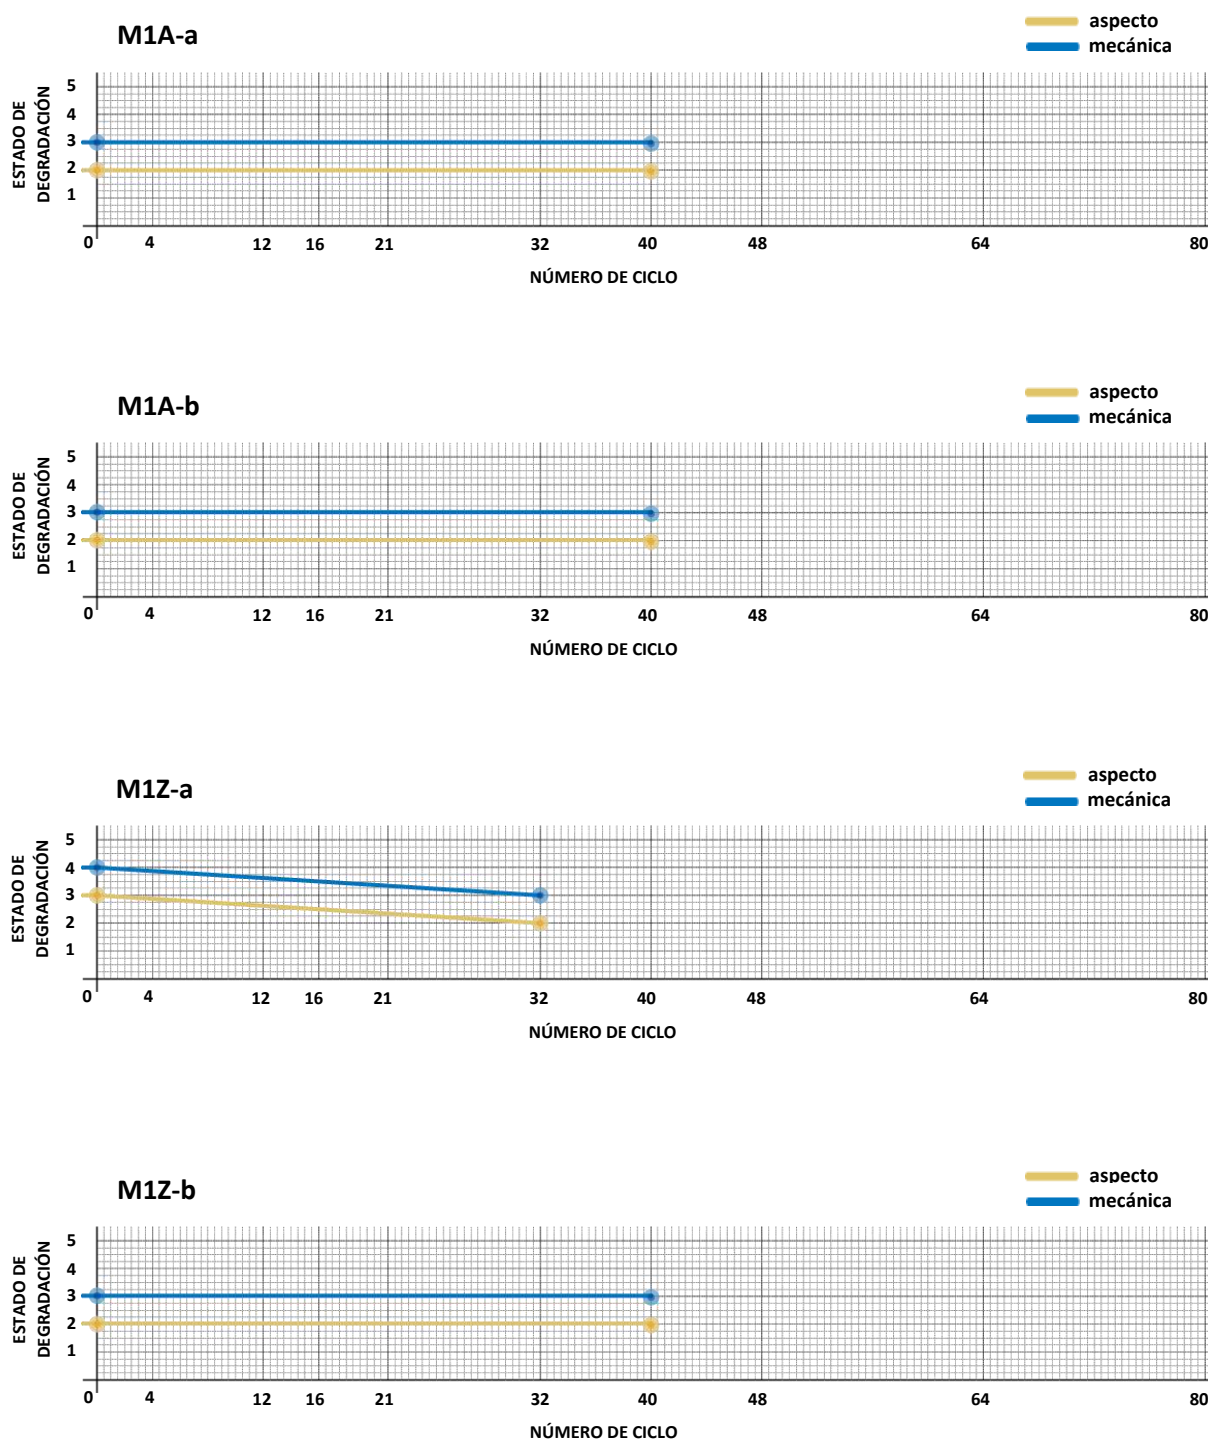 M1A-a
aspecto
mecánica
ESTADO DE
DEGRADACIÓN
5
4
3
2
1
0 4 12 16 21 32 40 48 64 80
NÚMERO DE CICLO
M1A-b
aspecto
mecánica
ESTADO DE
DEGRADACIÓN
5
4
3
2
1
0 4 12 16 21 32 40 48 64 80
NÚMERO DE CICLO
M1Z-a
aspecto
mecánica
ESTADO DE
DEGRADACIÓN
5
4
3
2
1
0 4 12 16 21 32 40 48 64 80
NÚMERO DE CICLO
M1Z-b
aspecto
mecánica
ESTADO DE
DEGRADACIÓN
5
4
3
2
1
0 4 12 16 21 32 40 48 64 80
NÚMERO DE CICLO